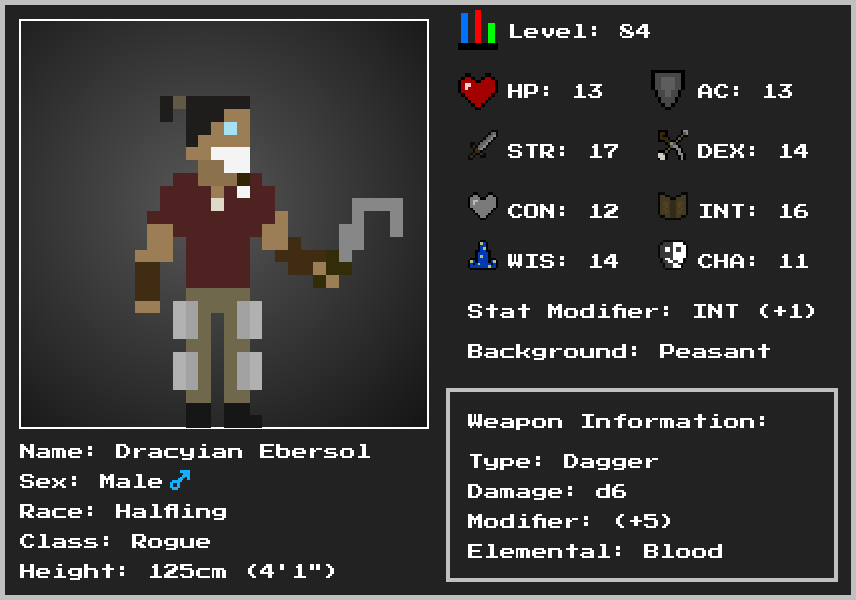 Level: 84
HP: 13
AC: 13
STR: 17
DEX: 14
CON: 12
INT: 16
WIS: 14
CHA: 11
Stat Modifier: INT (+1)
Background: Peasant
Name: Dracyian Ebersol
Sex: Male♂
Race: Halfling
Class: Rogue
Height: 125cm (4'1")
Weapon Information:
Type: Dagger
Damage: d6
Modifier: (+5)
Elemental: Blood